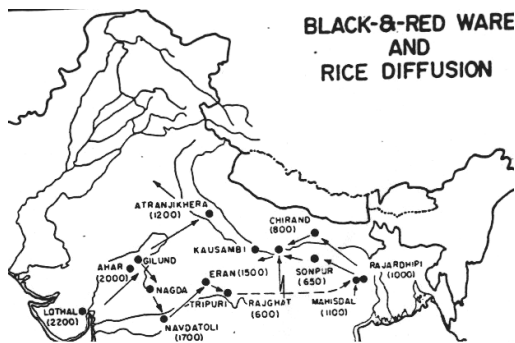 BLACK-&-RED WARE
AND
RICE DIFFUSION
ATRANJIKHERA
(1200)
CHIRAND
(800)
KAUSAMBI
GILUND
AHAR
(2000)
ERAN (1500)
SONPUR
(650)
RAJARDHIPI
(1000)
NAGDA
TRIPURI
RAJGHAT
(600)
MAHISDAL
(1100)
LOTHAL
(2200)
NAVDATOLI
(1700)